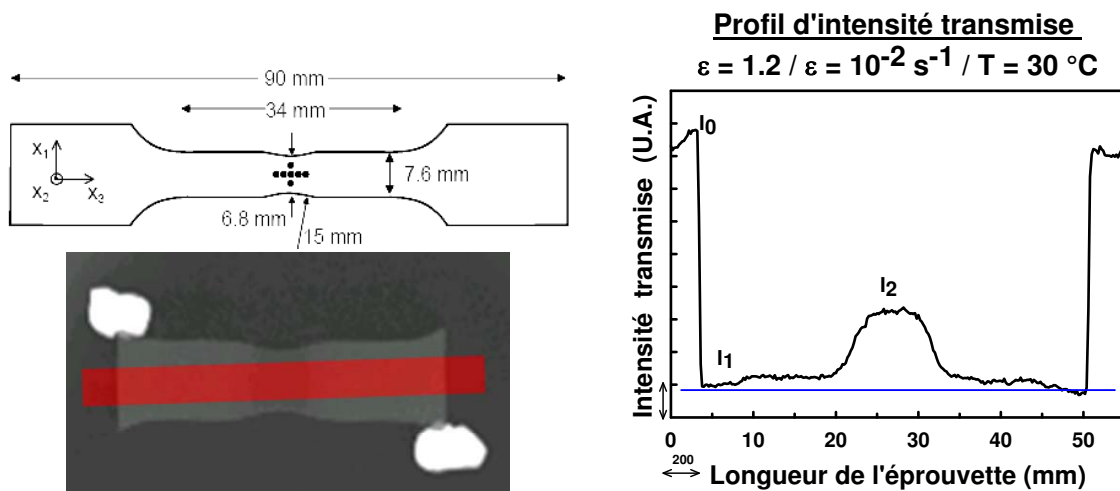 90 mm
34 mm
X1
X2
X3
7.6 mm
6.8 mm
15 mm
Profil d'intensité transmise
ε = 1.2 / ε = 10-2 s-1 / T = 30 °C
Intensité transmise (U.A.)
I0
I1
I2
0 10 20 30 40 50
200
Longueur de l'éprouvette (mm)